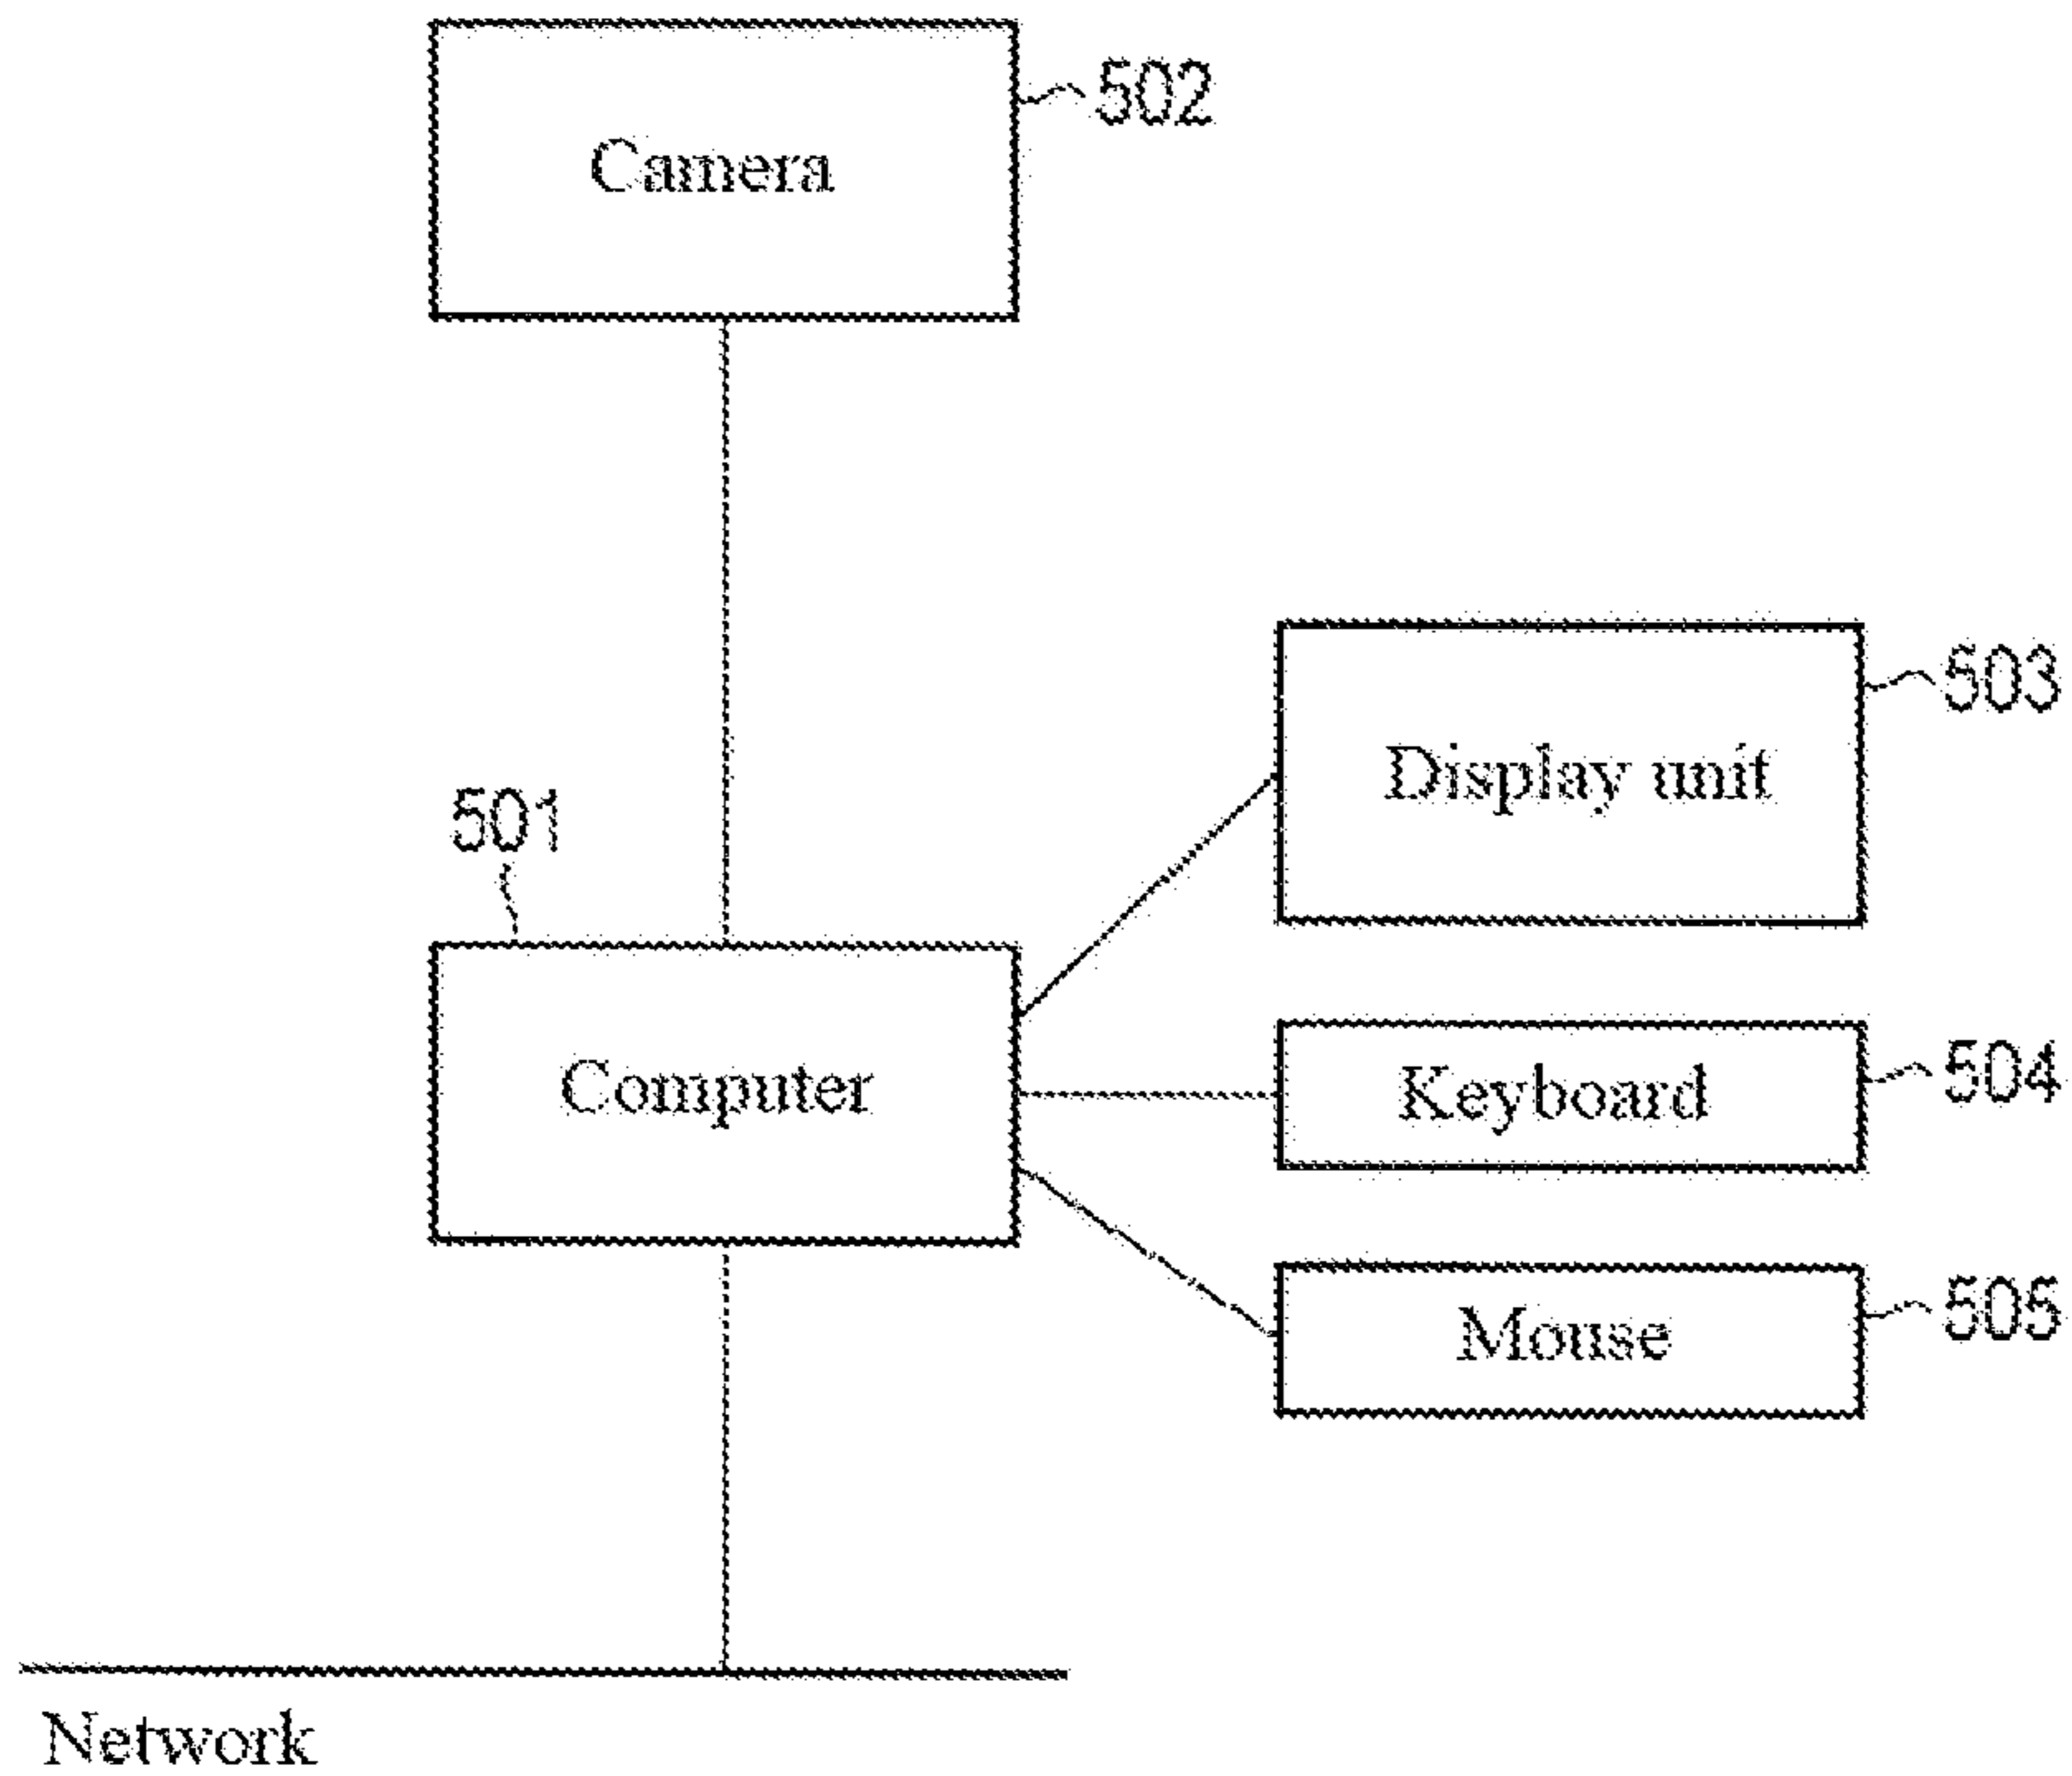 Camera
502
503
Display unit
501
Computer
Keyboard
504
Mouse
505
Network